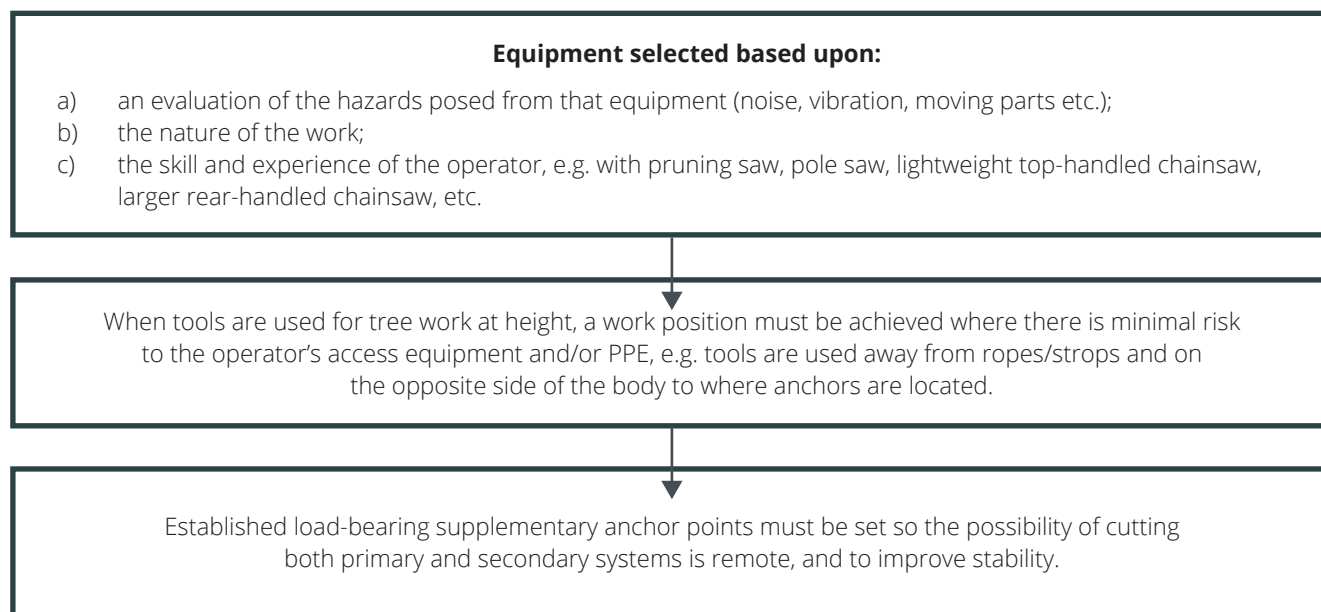 Equipment selected based upon:
a) an evaluation of the hazards posed from that equipment (noise, vibration, moving parts etc.);
b) the nature of the work;
c) the skill and experience of the operator, e.g. with pruning saw, pole saw, lightweight top-handled chainsaw,
larger rear-handled chainsaw, etc.
When tools are used for tree work at height, a work position must be achieved where there is minimal risk
to the operator’s access equipment and/or PPE, e.g. tools are used away from ropes/strops and on
the opposite side of the body to where anchors are located.
Established load-bearing supplementary anchor points must be set so the possibility of cutting
both primary and secondary systems is remote, and to improve stability.